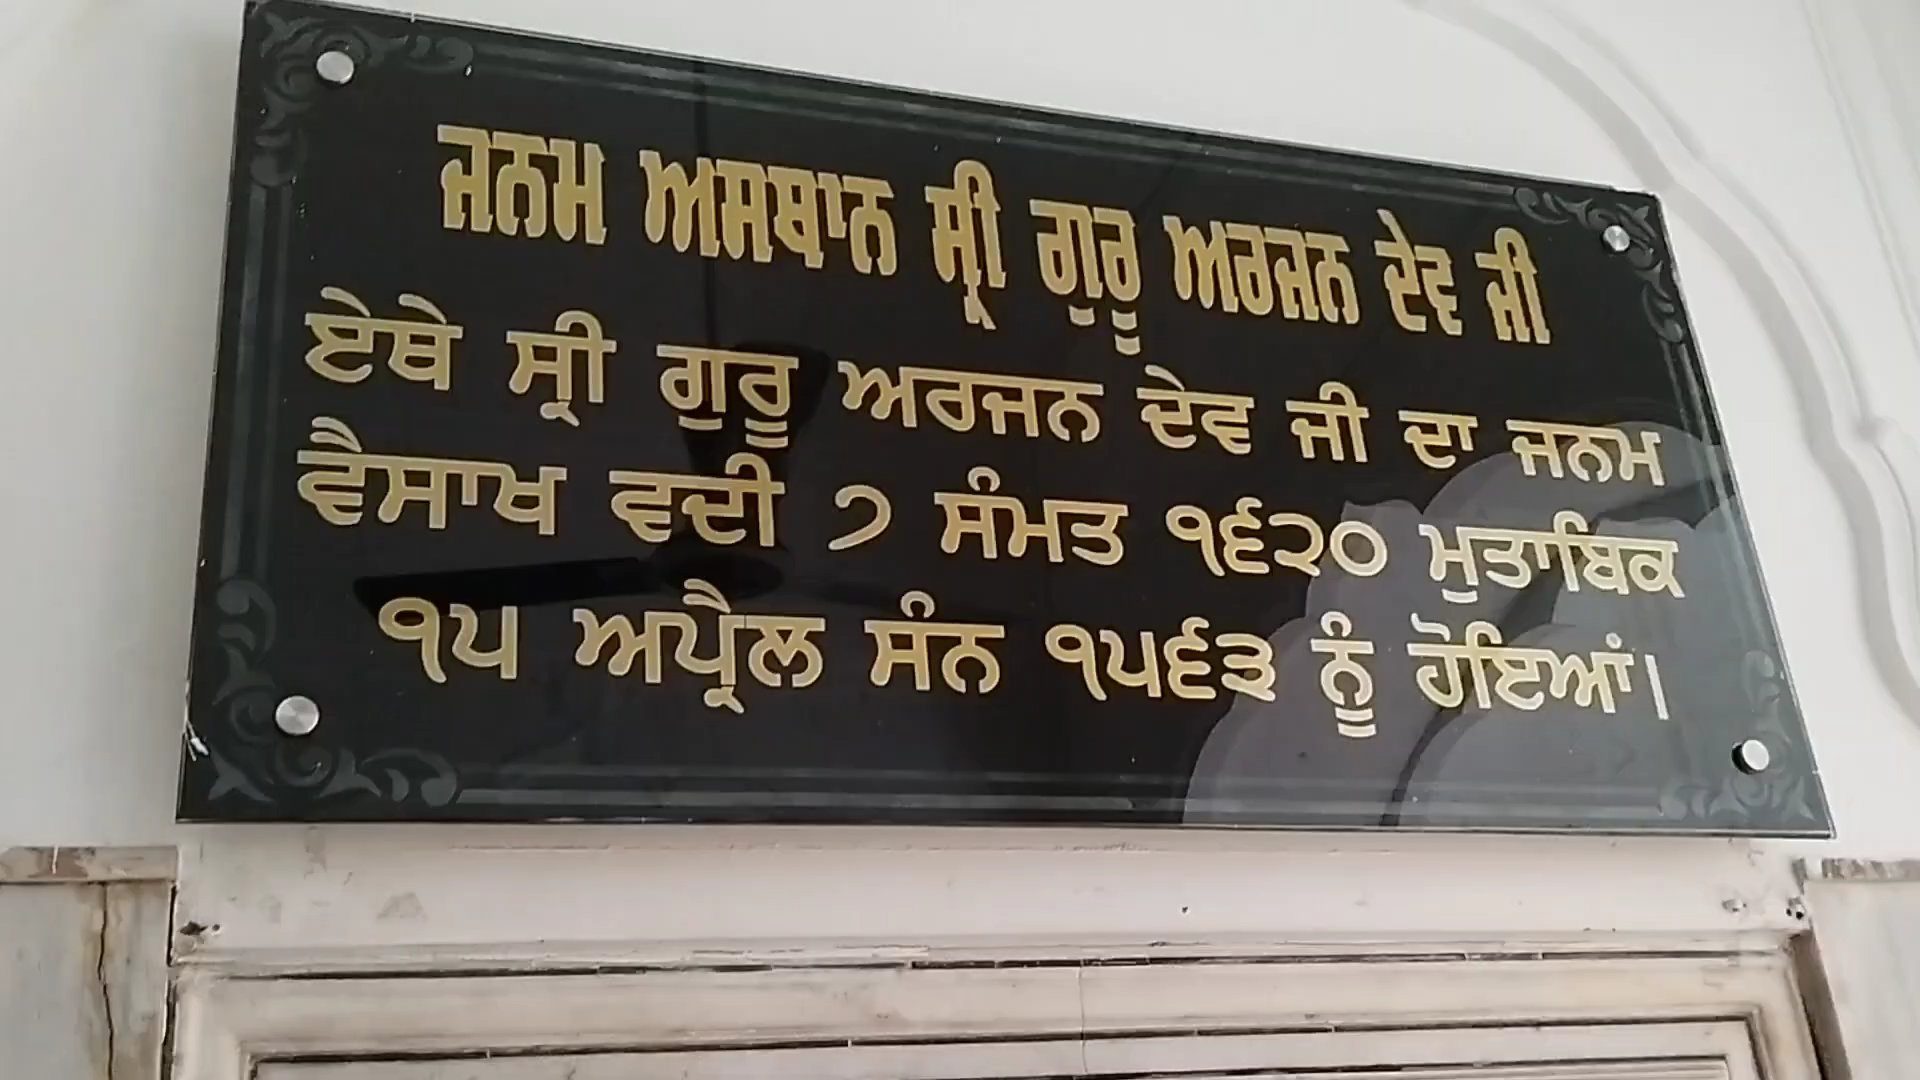 ਜਨਮ ਅਸਥਾਨ ਸ੍ਰੀ ਗੁਰੂ ਅਰਜਨ ਦੇਵ ਜੀ
ਏਥੇ ਸ੍ਰੀ ਗੁਰੂ ਅਰਜਨ ਦੇਵ ਜੀ ਦਾ ਜਨਮ
ਵੈਸਾਖ ਵਦੀ ੭ ਸੰਮਤ ੧੬੨੦ ਮੁਤਾਬਿਕ
੧੫ ਅਪ੍ਰੈਲ ਸੰਨ ੧੫੬੩ ਨੂੰ ਹੋਇਆਂ।